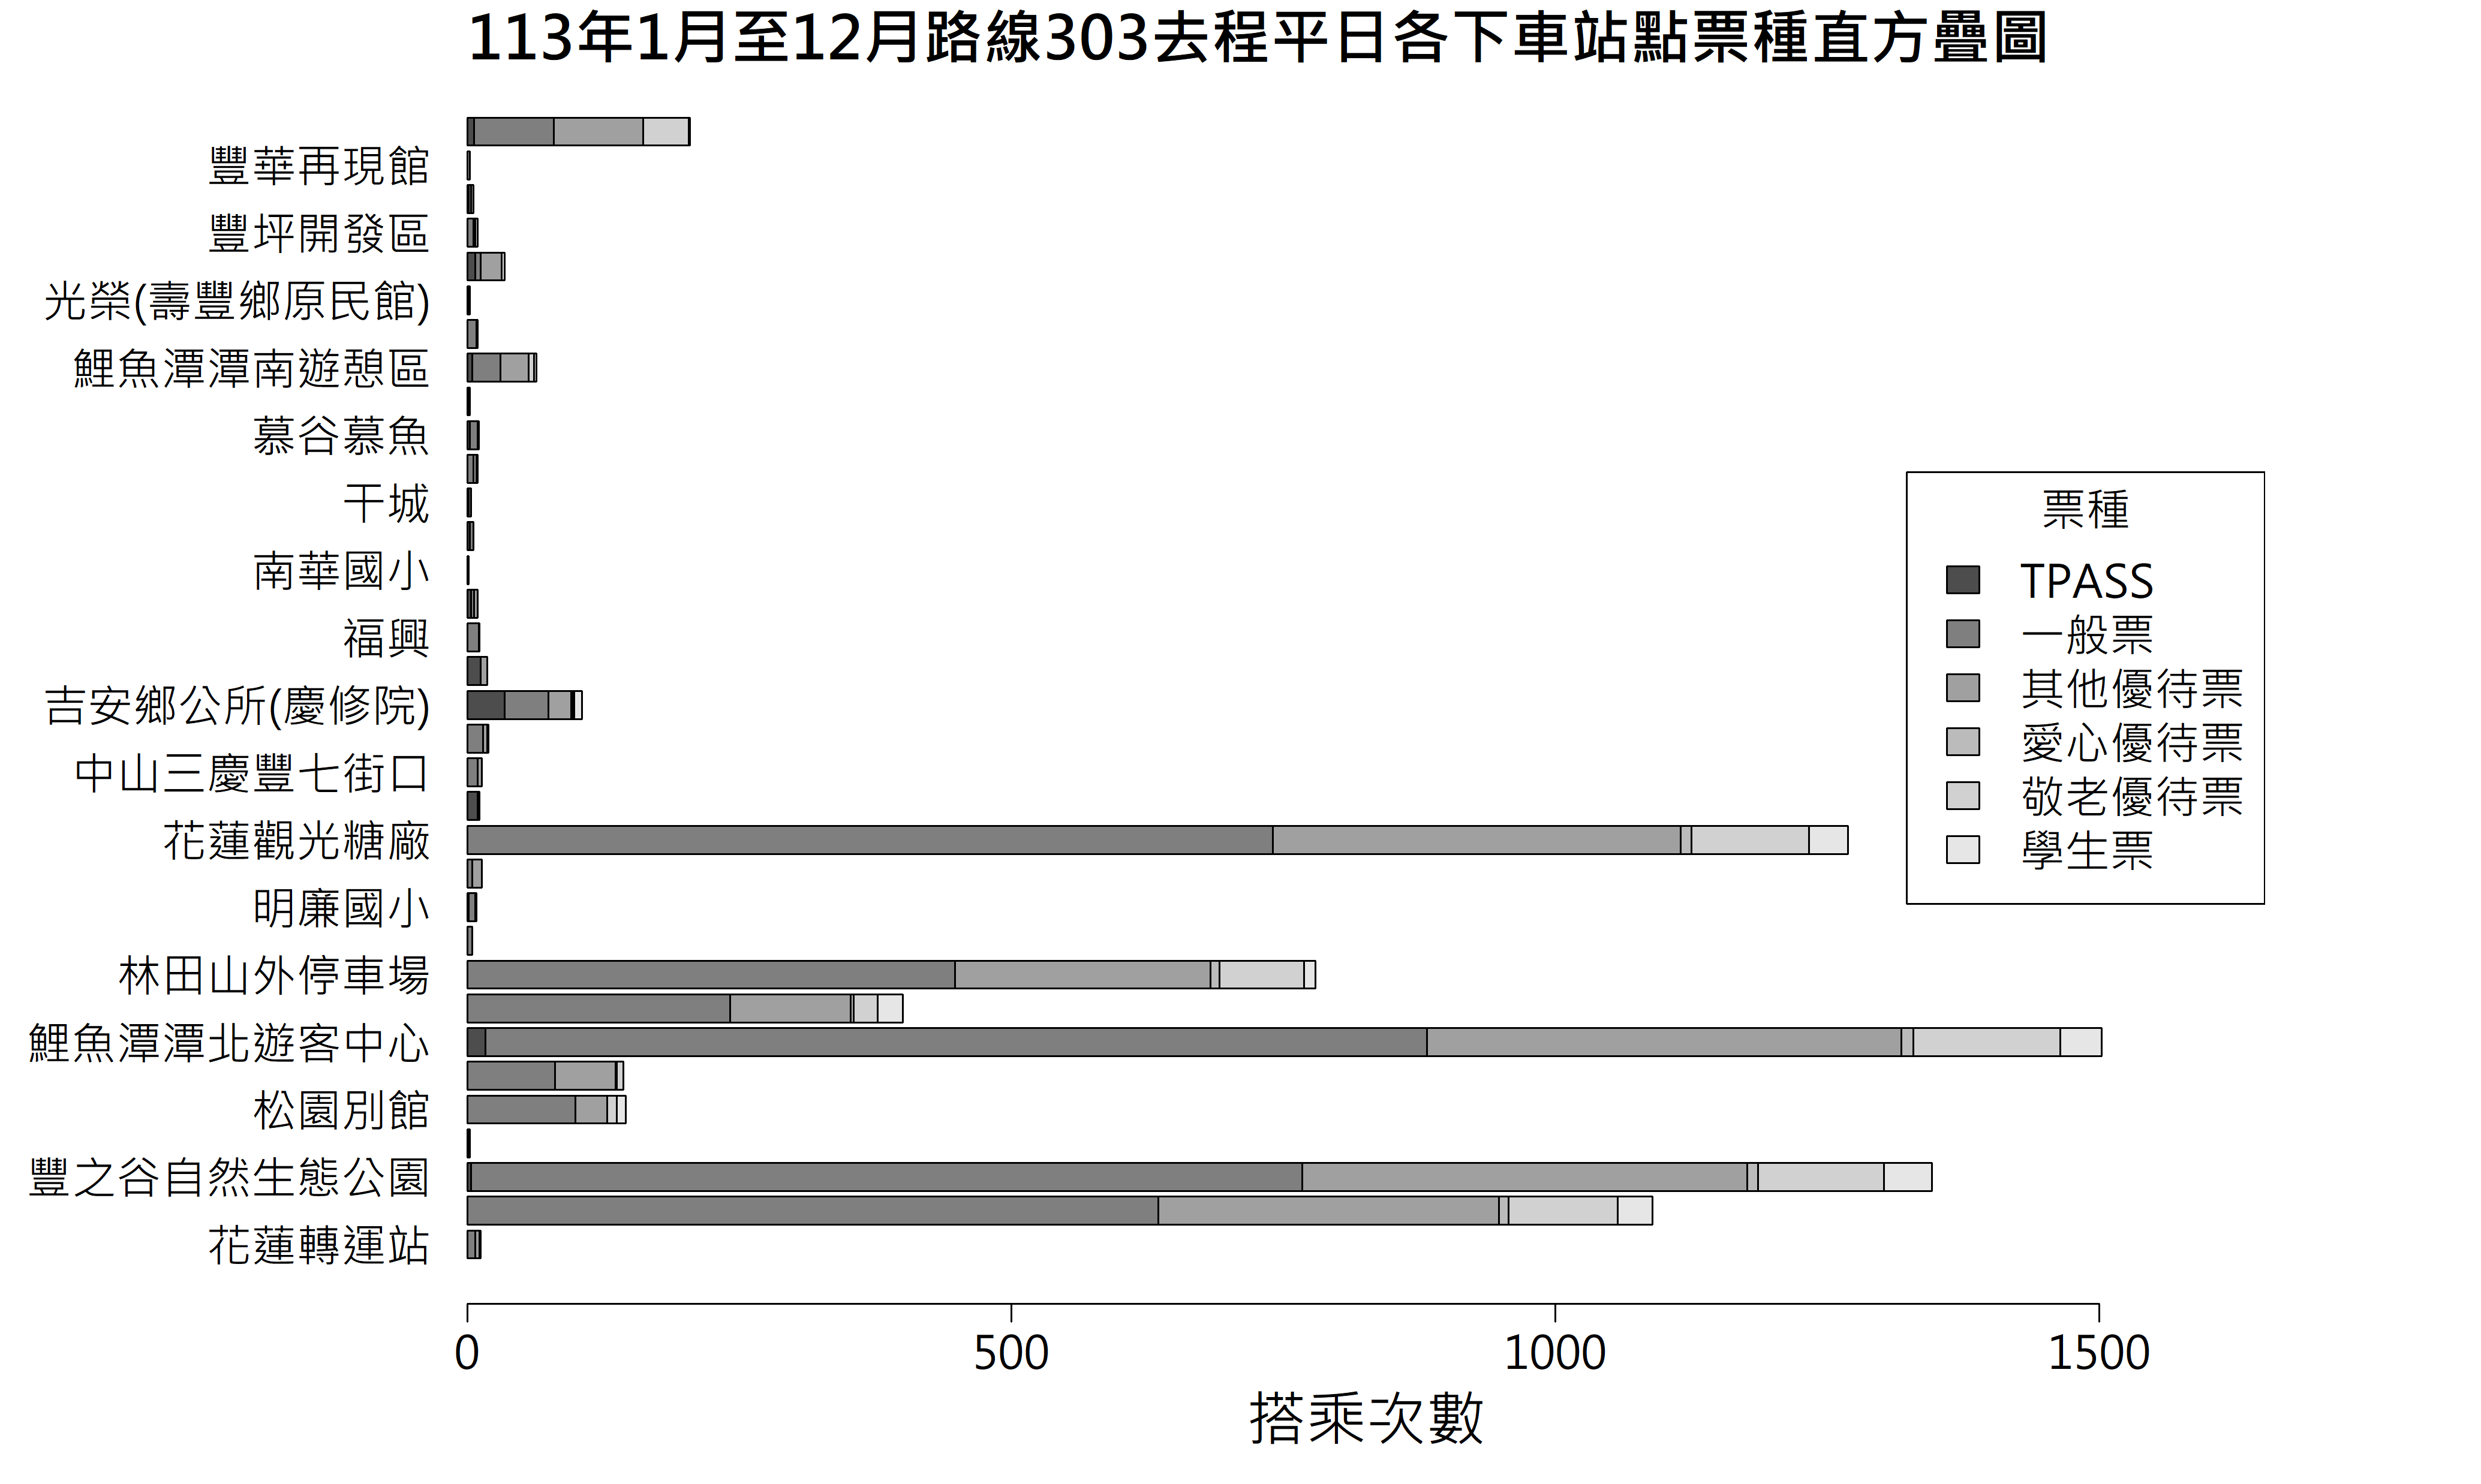 113年1月至12月路線303去程平日各下車站點票種直方疊圖
豐華再現館
豐坪開發區
光榮(壽豐鄉原民館)
鯉魚潭潭南遊憩區
慕谷慕魚
干城
南華國小
福興
吉安鄉公所(慶修院)
中山三慶豐七街口
花蓮觀光糖廠
明廉國小
林田山外停車場
鯉魚潭潭北遊客中心
松園別館
豐之谷自然生態公園
花蓮轉運站
票種
TPASS
一般票
其他優待票
愛心優待票
敬老優待票
學生票
0 500 1000 1500
搭乘次數